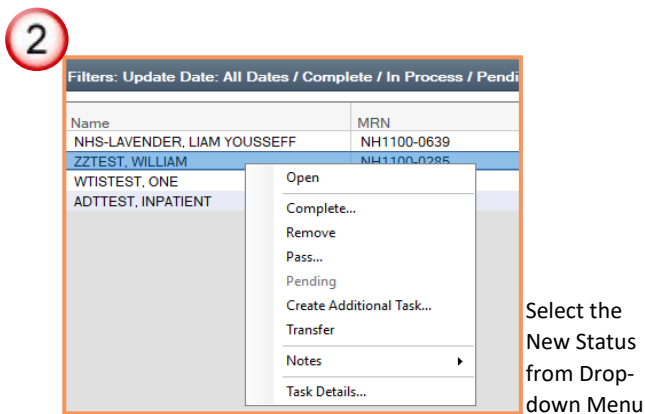 2
Filters: Update Date: All Dates / Complete / In Process / Pendi
Name MRN
NHS-LAVENDER, LIAM YOUSSEFF NH1100-0639
ZZTEST, WILLIAM NH1100-0285
WTISTEST, ONE
ADTTEST, INPATIENT
Open
Complete...
Remove
Pass...
Pending
Create Additional Task...
Transfer
Notes
Task Details...
Select the
New Status
from Drop-
down Menu